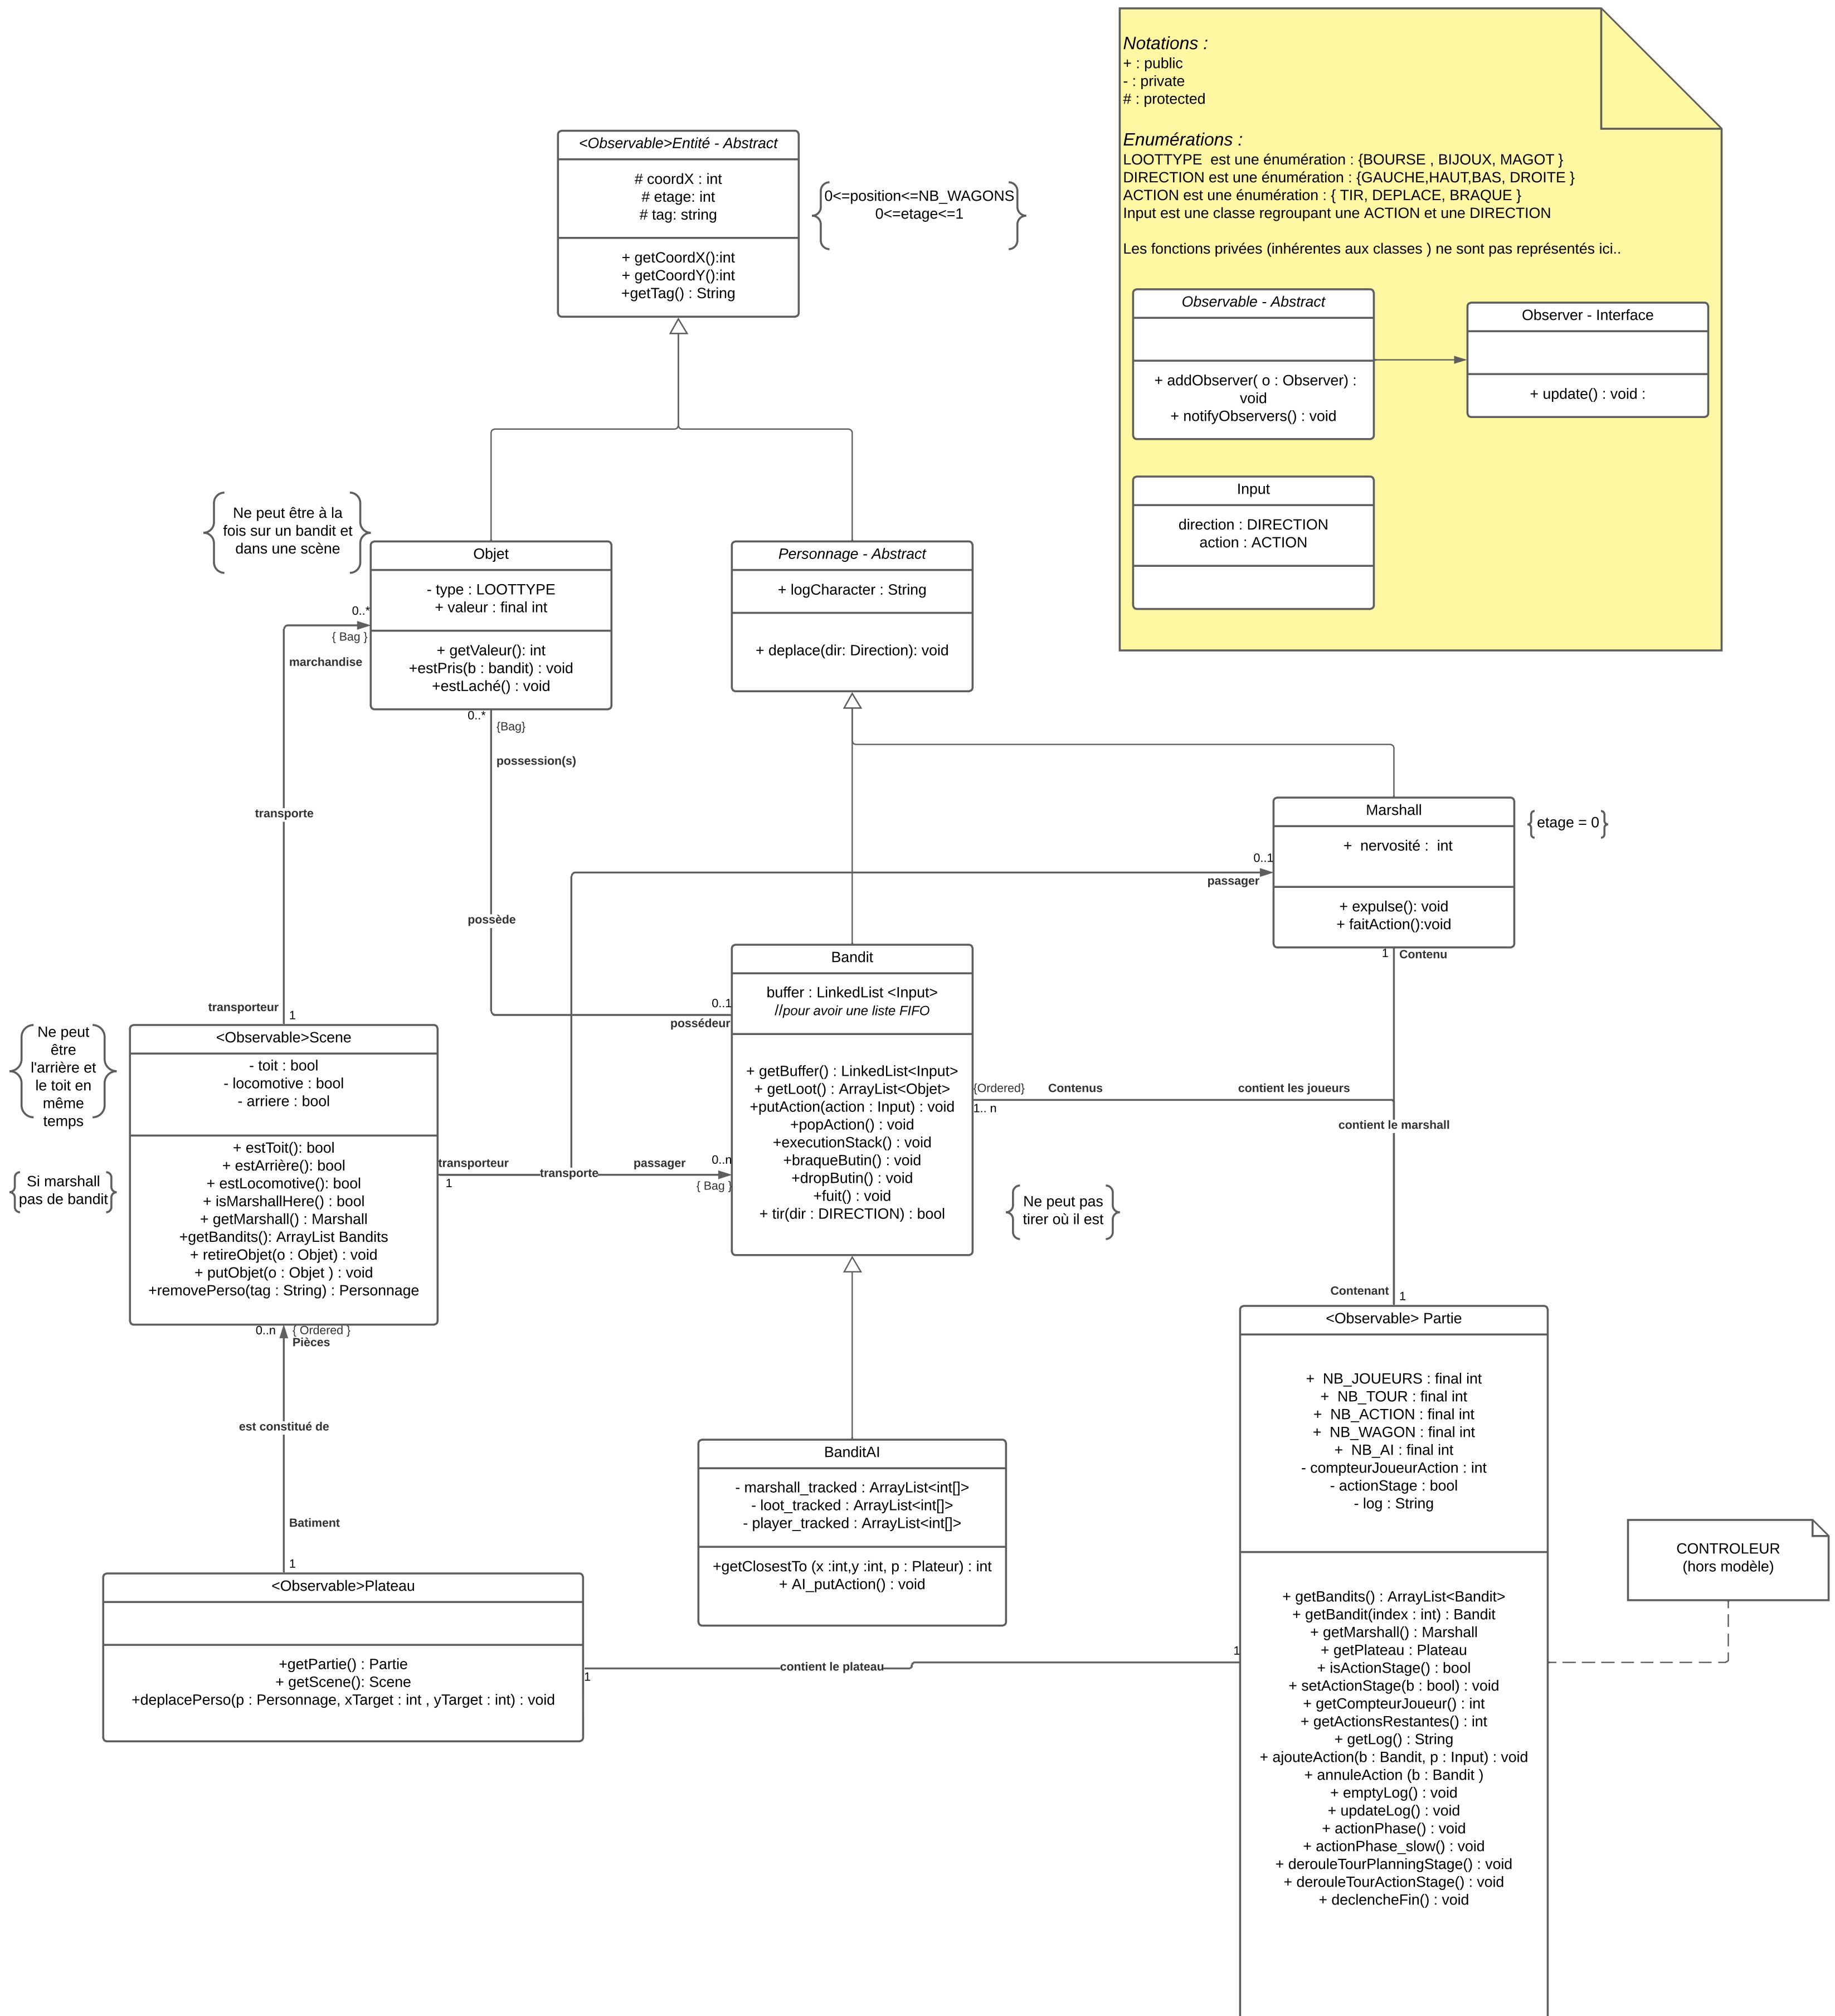 Notations :
+ : public
- : private
# : protected
Enumérations :
LOOTTYPE  est une énumération : {BOURSE , BIJOUX, MAGOT }
DIRECTION est une énumération : {GAUCHE,HAUT,BAS, DROITE }
ACTION est une énumération : { TIR, DEPLACE, BRAQUE }
Input est une classe regroupant une ACTION et une DIRECTION
Les fonctions privées (inhérentes aux classes ) ne sont pas représentés ici..
Observable - Abstract
+ addObserver( o : Observer) :
void
+ notifyObservers() : void
Observer - Interface
+ update() : void :
Input
direction : DIRECTION
action : ACTION
<Observable>Entité - Abstract
# coordX : int
# etage: int
# tag: string
+ getCoordX():int
+ getCoordY():int
+getTag() : String
0<=position<=NB_WAGONS
0<=etage<=1
Ne peut être à la
fois sur un bandit et
dans une scène
Objet
- type : LOOTTYPE
+ valeur : final int
+ getValeur(): int
+estPris(b : bandit) : void
+estLaché() : void
Personnage - Abstract
+ logCharacter : String
+ deplace(dir: Direction): void
0..*
{ Bag }
marchandise
0..*
{Bag}
possession(s)
transporte
possède
Marshall
+  nervosité :  int
+ expulse(): void
+ faitAction():void
etage = 0
0..1
passager
1
Contenu
Bandit
buffer : LinkedList <Input>
//pour avoir une liste FIFO
+ getBuffer() : LinkedList<Input>
+ getLoot() : ArrayList<Objet>
+putAction(action : Input) : void
+popAction() : void
+executionStack() : void
+braqueButin() : void
+dropButin() : void
+fuit() : void
+ tir(dir : DIRECTION) : bool
0..1
possédeur
transporteur
1
Ne peut
être
l'arrière et
le toit en
même
temps
Si marshall
pas de bandit
<Observable>Scene
- toit : bool
- locomotive : bool
- arriere : bool
+ estToit(): bool
+ estArrière(): bool
+ estLocomotive(): bool
+ isMarshallHere() : bool
+ getMarshall() : Marshall
+getBandits(): ArrayList Bandits
+ retireObjet(o : Objet) : void
+ putObjet(o : Objet ) : void
+removePerso(tag : String) : Personnage
transporteur
1
transporte
passager
0..n
{ Bag }
{Ordered}
1.. n
Contenus
contient les joueurs
contient le marshall
Ne peut pas
tirer où il est
Contenant
1
0..n
{ Ordered }
Pièces
est constitué de
Batiment
1
<Observable>Plateau
+getPartie() : Partie
+ getScene(): Scene
+deplacePerso(p : Personnage, xTarget : int , yTarget : int) : void
BanditAI
- marshall_tracked : ArrayList<int[]>
- loot_tracked : ArrayList<int[]>
- player_tracked : ArrayList<int[]>
+getClosestTo (x :int,y :int, p : Plateur) : int
+ AI_putAction() : void
1
contient le plateau
1
<Observable> Partie
+  NB_JOUEURS : final int
+  NB_TOUR : final int
+  NB_ACTION : final int
+  NB_WAGON : final int
+  NB_AI : final int
- compteurJoueurAction : int
- actionStage : bool
- log : String
+ getBandits() : ArrayList<Bandit>
+ getBandit(index : int) : Bandit
+ getMarshall() : Marshall
+ getPlateau : Plateau
+ isActionStage() : bool
+ setActionStage(b : bool) : void
+ getCompteurJoueur() : int
+ getActionsRestantes() : int
+ getLog() : String
+ ajouteAction(b : Bandit, p : Input) : void
+ annuleAction (b : Bandit )
+ emptyLog() : void
+ updateLog() : void
+ actionPhase() : void
+ actionPhase_slow() : void
+ derouleTourPlanningStage() : void
+ derouleTourActionStage() : void
+ declencheFin() : void
CONTROLEUR
(hors modèle)